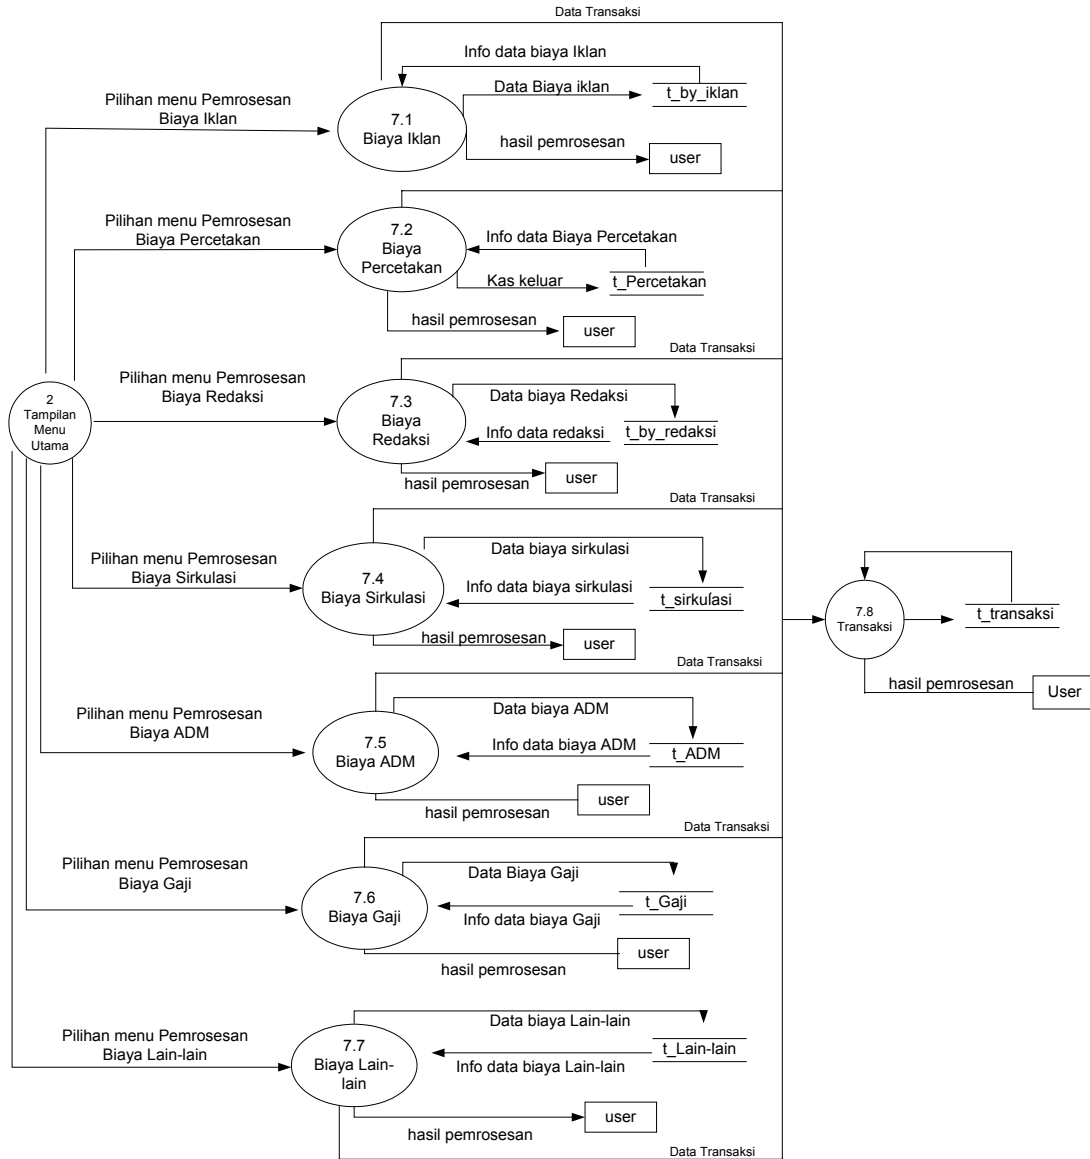 Data Transaksi
Info data biaya Iklan
Data Biaya iklan
t_by_iklan
Pilihan menu Pemrosesan
Biaya Iklan
7.1
Biaya Iklan
hasil pemrosesan
user
Pilihan menu Pemrosesan
Biaya Percetakan
7.2
Biaya
Percetakan
Info data Biaya Percetakan
Kas keluar
t_Percetakan
hasil pemrosesan
user
Data Transaksi
Pilihan menu Pemrosesan
Biaya Redaksi
7.3
Biaya
Redaksi
Data biaya Redaksi
Info data redaksi
t_by_redaksi
hasil pemrosesan
user
2
Tampilan
Menu
Utama
Data Transaksi
Pilihan menu Pemrosesan
Biaya Sirkulasi
7.4
Biaya Sirkulasi
Data biaya sirkulasi
Info data biaya sirkulasi
t_sirkulasi
hasil pemrosesan
user
7.8
Transaksi
t_transaksi
hasil pemrosesan
User
Data Transaksi
Pilihan menu Pemrosesan
Biaya ADM
7.5
Biaya ADM
Data biaya ADM
Info data biaya ADM
t_ADM
hasil pemrosesan
user
Data Transaksi
Pilihan menu Pemrosesan
Biaya Gaji
7.6
Biaya Gaji
Data Biaya Gaji
t_Gaji
Info data biaya Gaji
user
hasil pemrosesan
Pilihan menu Pemrosesan
Biaya Lain-lain
7.7
Biaya Lain-
lain
Data biaya Lain-lain
t_Lain-lain
Info data biaya Lain-lain
user
hasil pemrosesan
Data Transaksi